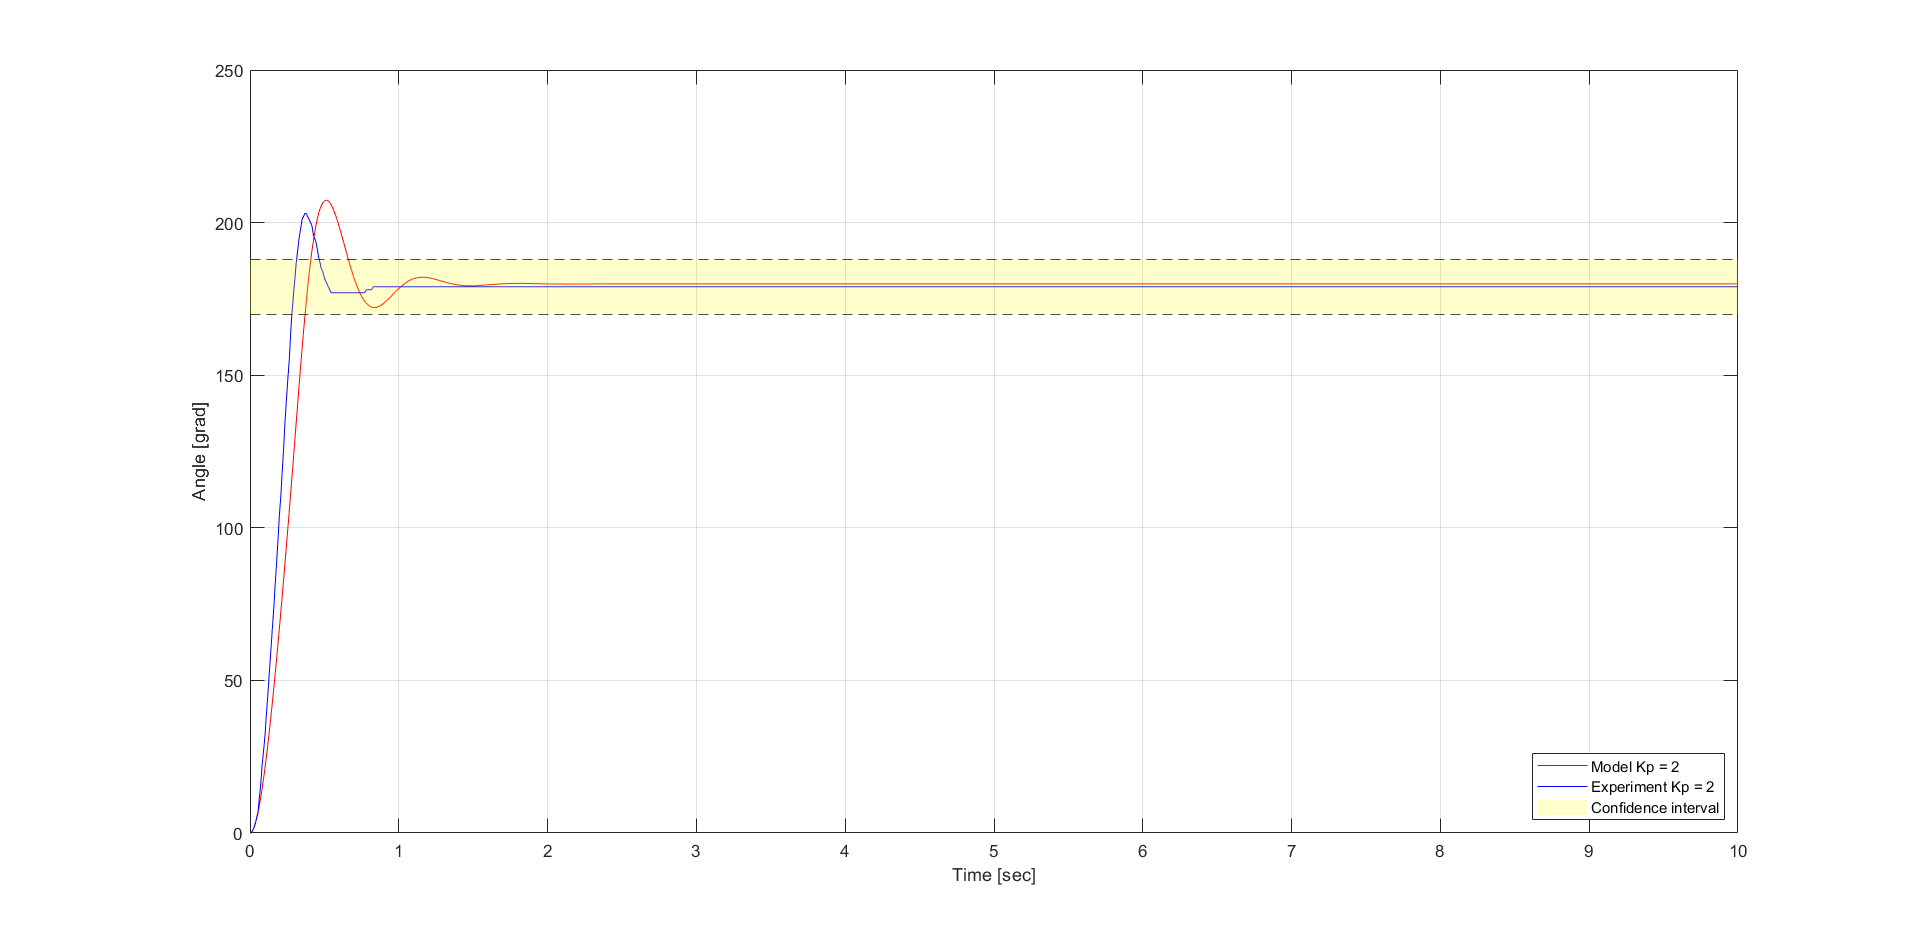 250
200
150
100
50
0
Angle [grad]
0 1 2 3 4 5 6 7 8 9 10
Time [sec]
Model Kp = 2
Experiment Kp = 2
Confidence interval